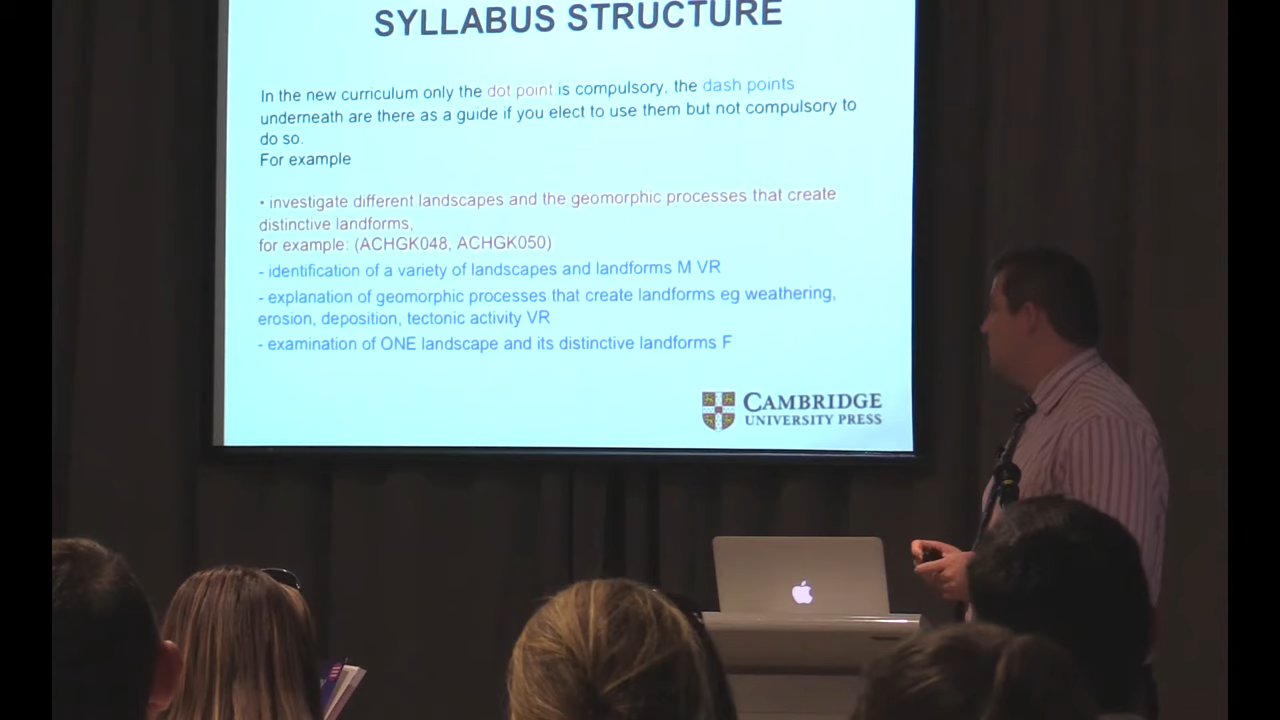 SYLLABUS STRUCTURE
In the new curriculum only the dot point is compulsory, the dash points
underneath are there as a guide if you elect to use them but not compulsory to
do so.
For example
• investigate different landscapes and the geomorphic processes that create
distinctive landforms,
for example: (ACHGK048, ACHGK050)
- identification of a variety of landscapes and landforms M VR
- explanation of geomorphic processes that create landforms eg weathering,
erosion, deposition, tectonic activity VR
- examination of ONE landscape and its distinctive landforms F
CAMBRIDGE
UNIVERSITY PRESS